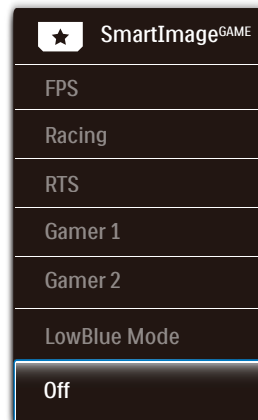 SmartImageGAME
FPS
Racing
RTS
Gamer 1
Gamer 2
LowBlue Mode
Off